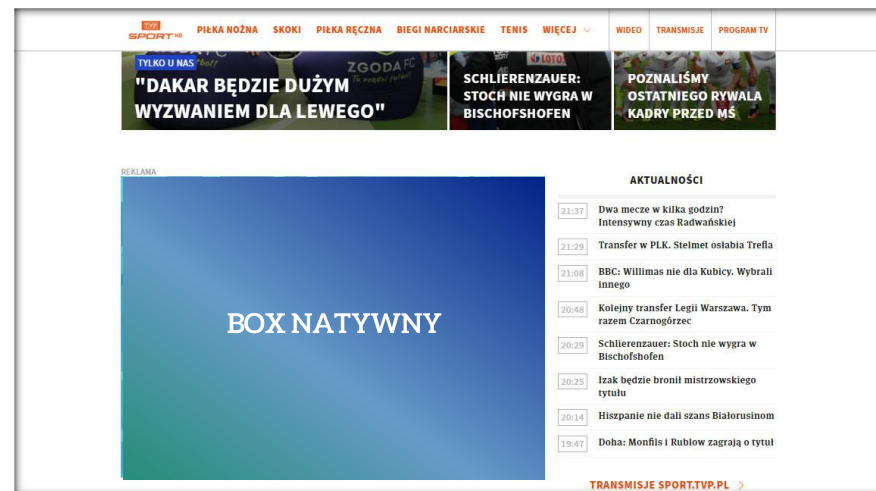 TVP
SPORT HD
PIŁKA NOŻNA SKOKI PIŁKA RĘCZNA BIEGI NARCIARSKIE TENIS WIĘCEJ WIDEO TRANSMISJE PROGRAM TV
TYLKO U NAS
"DAKAR BĘDZIE DUŻYM
WYZWANIEM DLA LEWEGO"
ZGODA FC
SCHLIERENZAUER:
STOCH NIE WYGRA W
BISCHOFSHOFEN
POZNALIŚMY
OSTATNIEGO RYWALA
KADRY PRZED MŚ
REKLAMA
BOX NATYWNY
AKTUALNOŚCI
21:37 Dwa mecze w kilka godzin?
Intensywny czas Radwańskiej
21:29 Transfer w PLK. Stelmet osłabia Trefla
21:08 BBC: Willimas nie dla Kubicy. Wybrali
innego
20:48 Kolejny transfer Legii Warszawa. Tym
razem Czarnogórzec
20:29 Schlierenzauer: Stoch nie wygra w
Bischofshofen
20:25 Izak będzie bronił mistrzowskiego
tytułu
20:14 Hiszpanie nie dali szans Białorusinom
19:47 Doha: Monfils i Rublow zagrają o tytuł
TRANSMISJE SPORT.TVP.PL